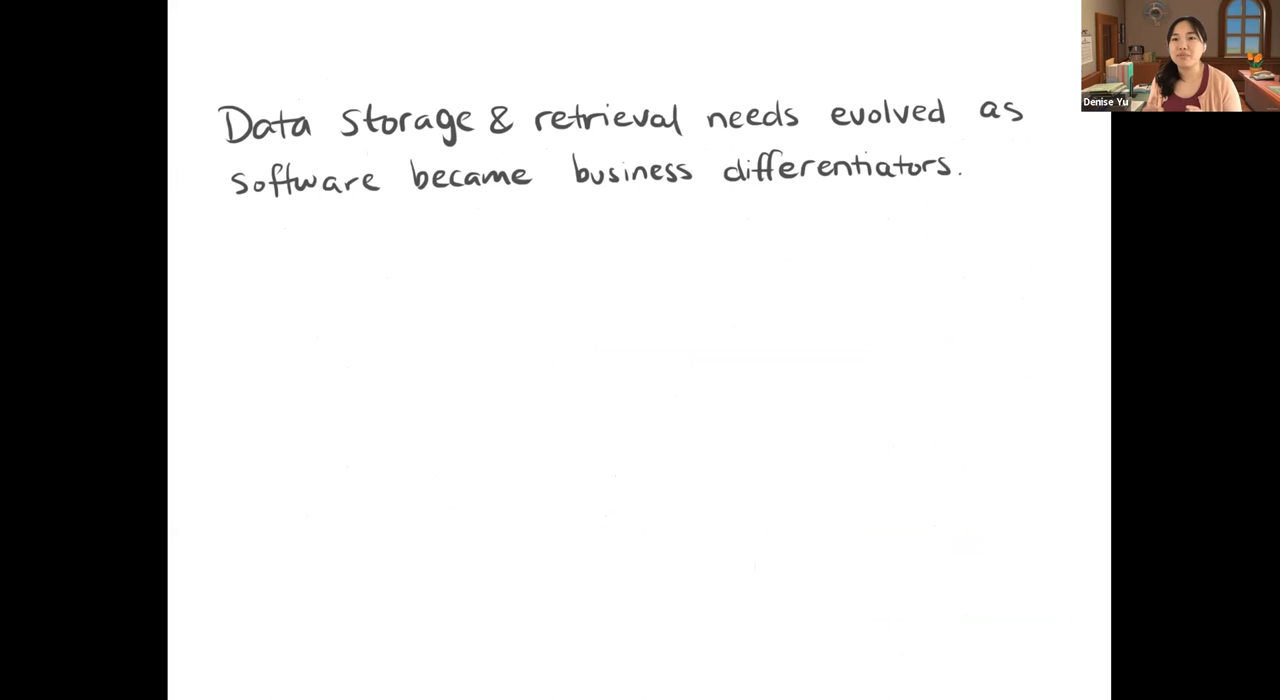 Data storage & retrieval needs evolved as
software became business differentiators.
Denise Yu